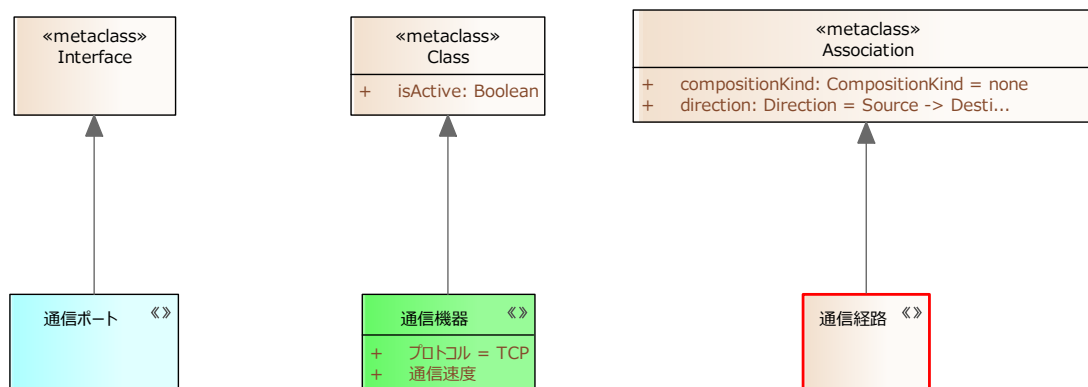 «metaclass»
Interface
«metaclass»
Class
+ isActive: Boolean
«metaclass»
Association
+ compositionKind: CompositionKind = none
+ direction: Direction = Source -> Desti...
通信ポート 《》
通信機器 《》
+ プロトコル = TCP
+ 通信速度
通信経路 《》